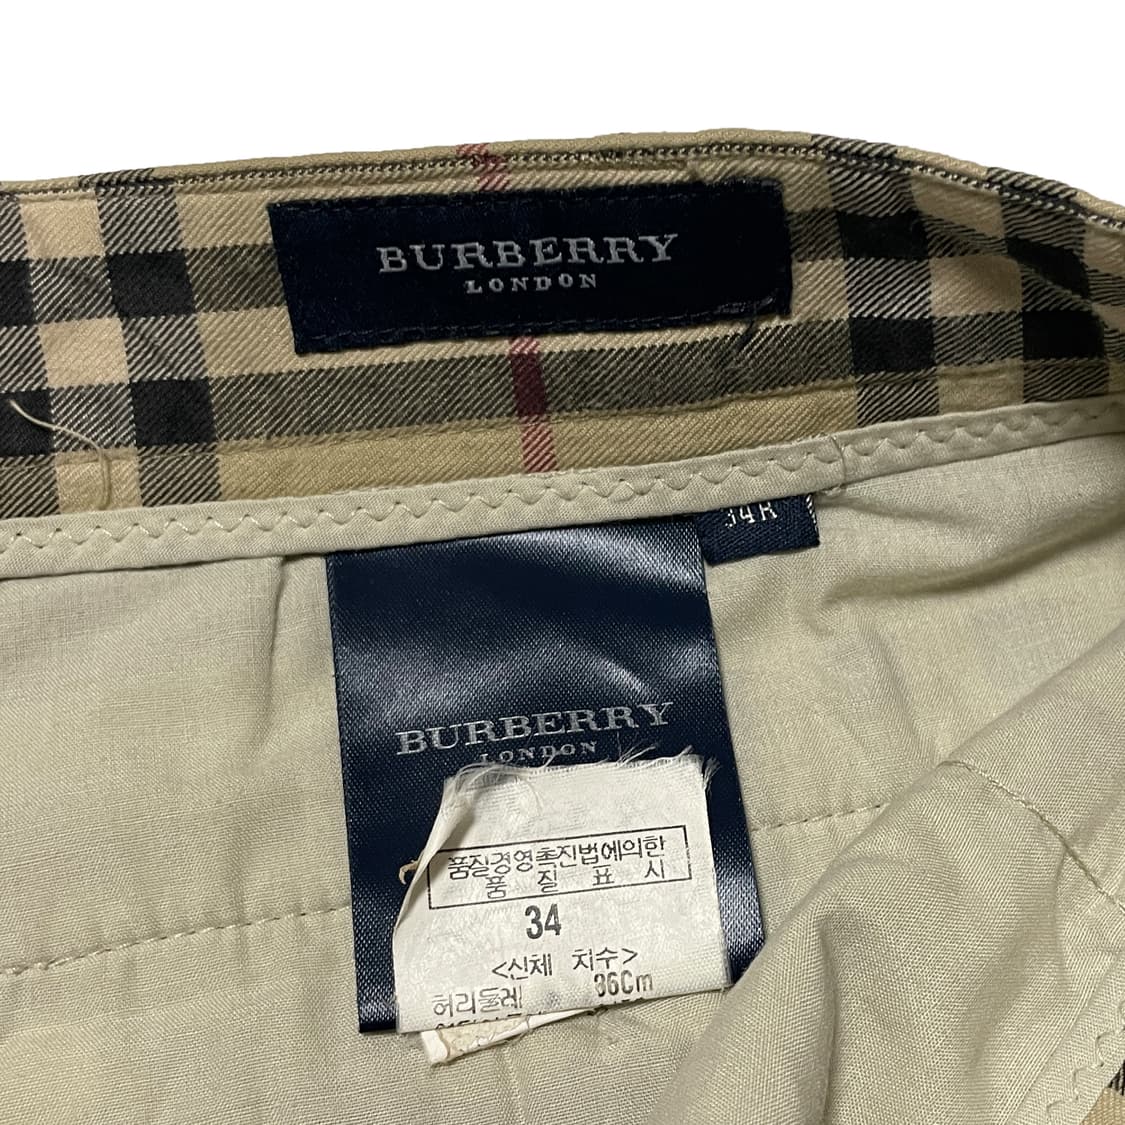 BURBERRY
LONDON
34R
BURBERRY
LONDON
품질경영촉진법에의한
품 질 표 시
34
<신체 치수>
허리둘레 86Cm